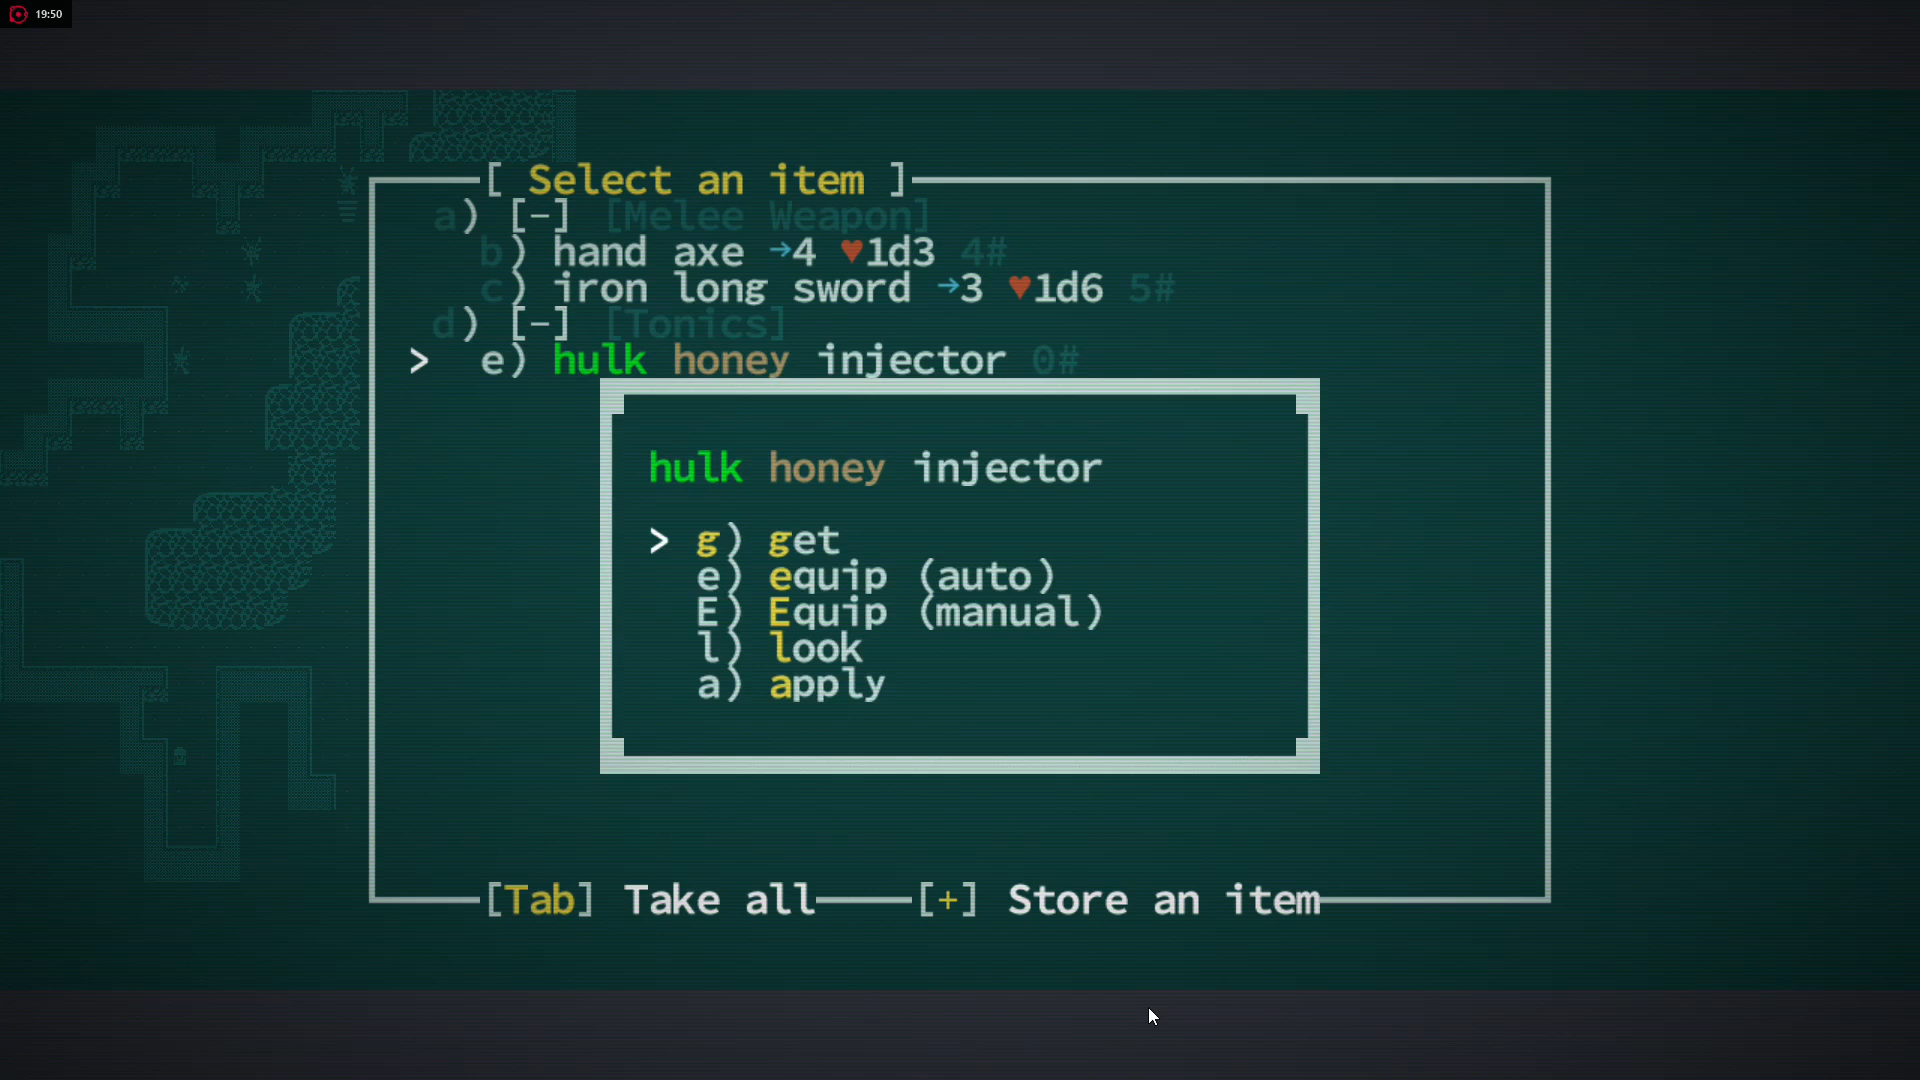 19:50
[ Select an item ]
a) [-] [Melee Weapon]
b) hand axe →4 ♥1d3 4#
c) iron long sword →3 ♥1d6 5#
d) [-] [Tonics]
> e) hulk honey injector 0#
hulk honey injector
> g) get
e) equip (auto)
E) Equip (manual)
l) look
a) apply
[Tab] Take all [+] Store an item